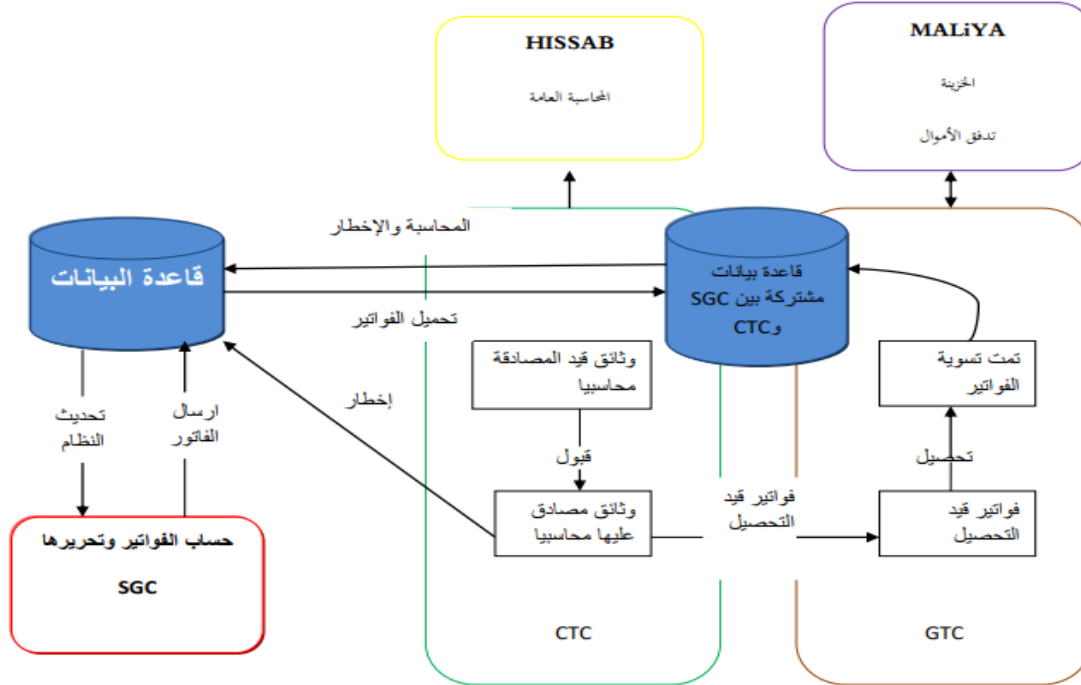 HISSAB
المحاسبة العامة
MALiYA
الخزينة
تدفق الأموال
المحاسبة والإخطار
قاعدة البيانات
قاعدة بيانات
مشتركة بين SGC
وCTC
تحميل الفواتير
إخطار
تحديث
النظام
ارسال
الفاتور
وثائق قيد المصادقة
محاسبيا
قبول
وثائق مصادق
عليها محاسبيا
فواتير قيد
التحصيل
تمت تسوية
الفواتير
تحصيل
فواتير قيد
التحصيل
حساب الفواتير وتحريرها
SGC
CTC
GTC